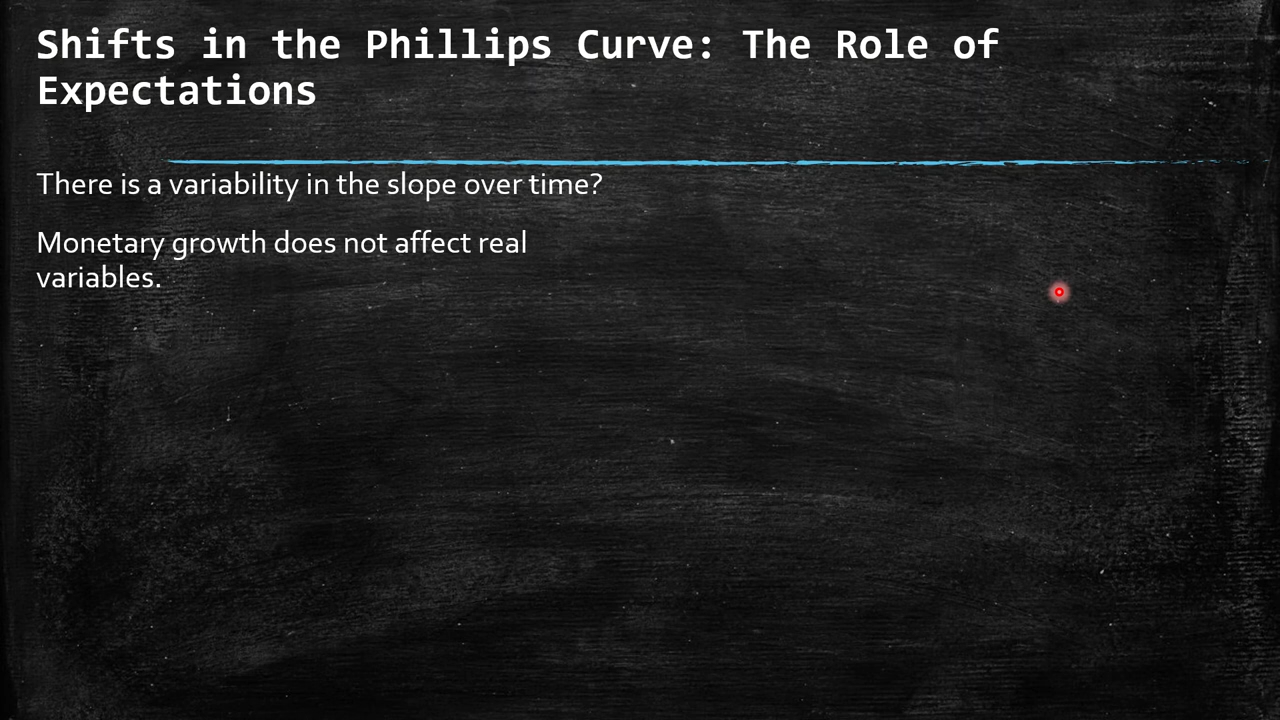 Shifts in the Phillips Curve: The Role of
Expectations
There is a variability in the slope over time?
Monetary growth does not affect real
variables.